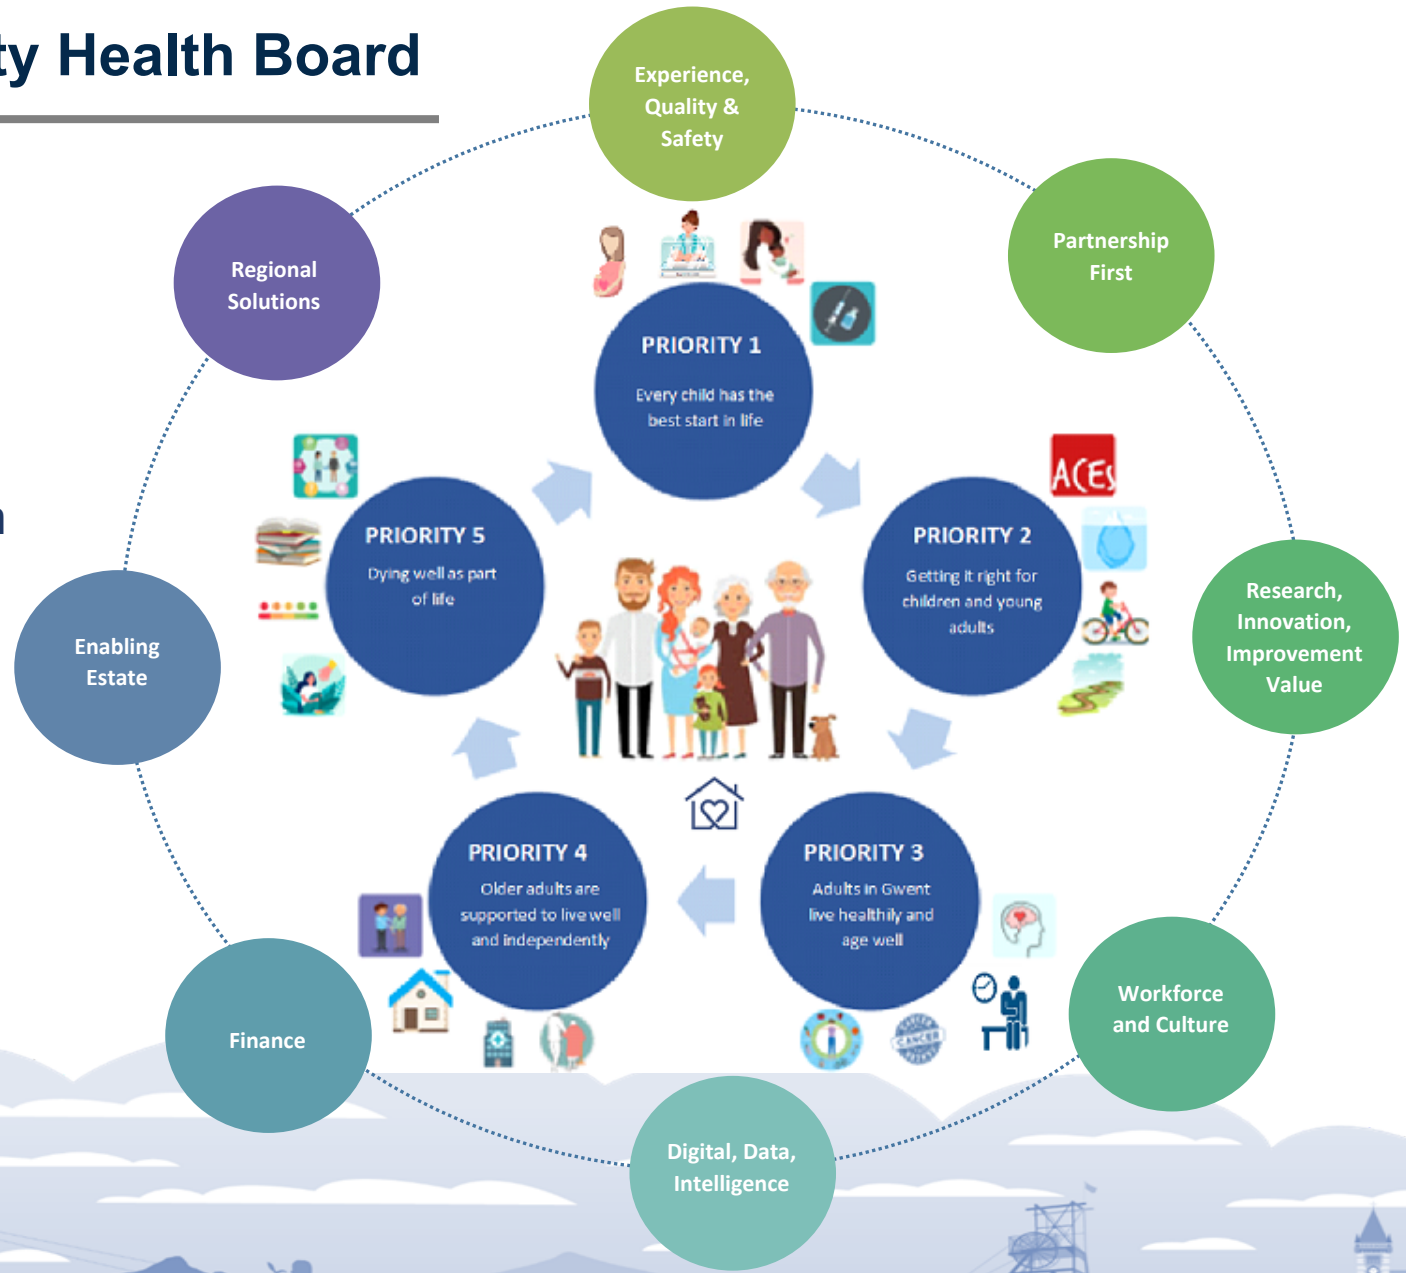 ty Health Board
Experience,
Quality &
Safety
Partnership
First
Regional
Solutions
PRIORITY 1
Every child has the
best start in life
ACEs
PRIORITY 2
Getting it right for
children and young
adults
PRIORITY 5
Dying well as part
of life
n
Research,
Innovation,
Improvement
Value
Enabling
Estate
PRIORITY 4
Older adults are
supported to live well
and independently
PRIORITY 3
Adults in Gwent
live healthily and
age well
CANCER
Workforce
and Culture
Finance
Digital, Data,
Intelligence